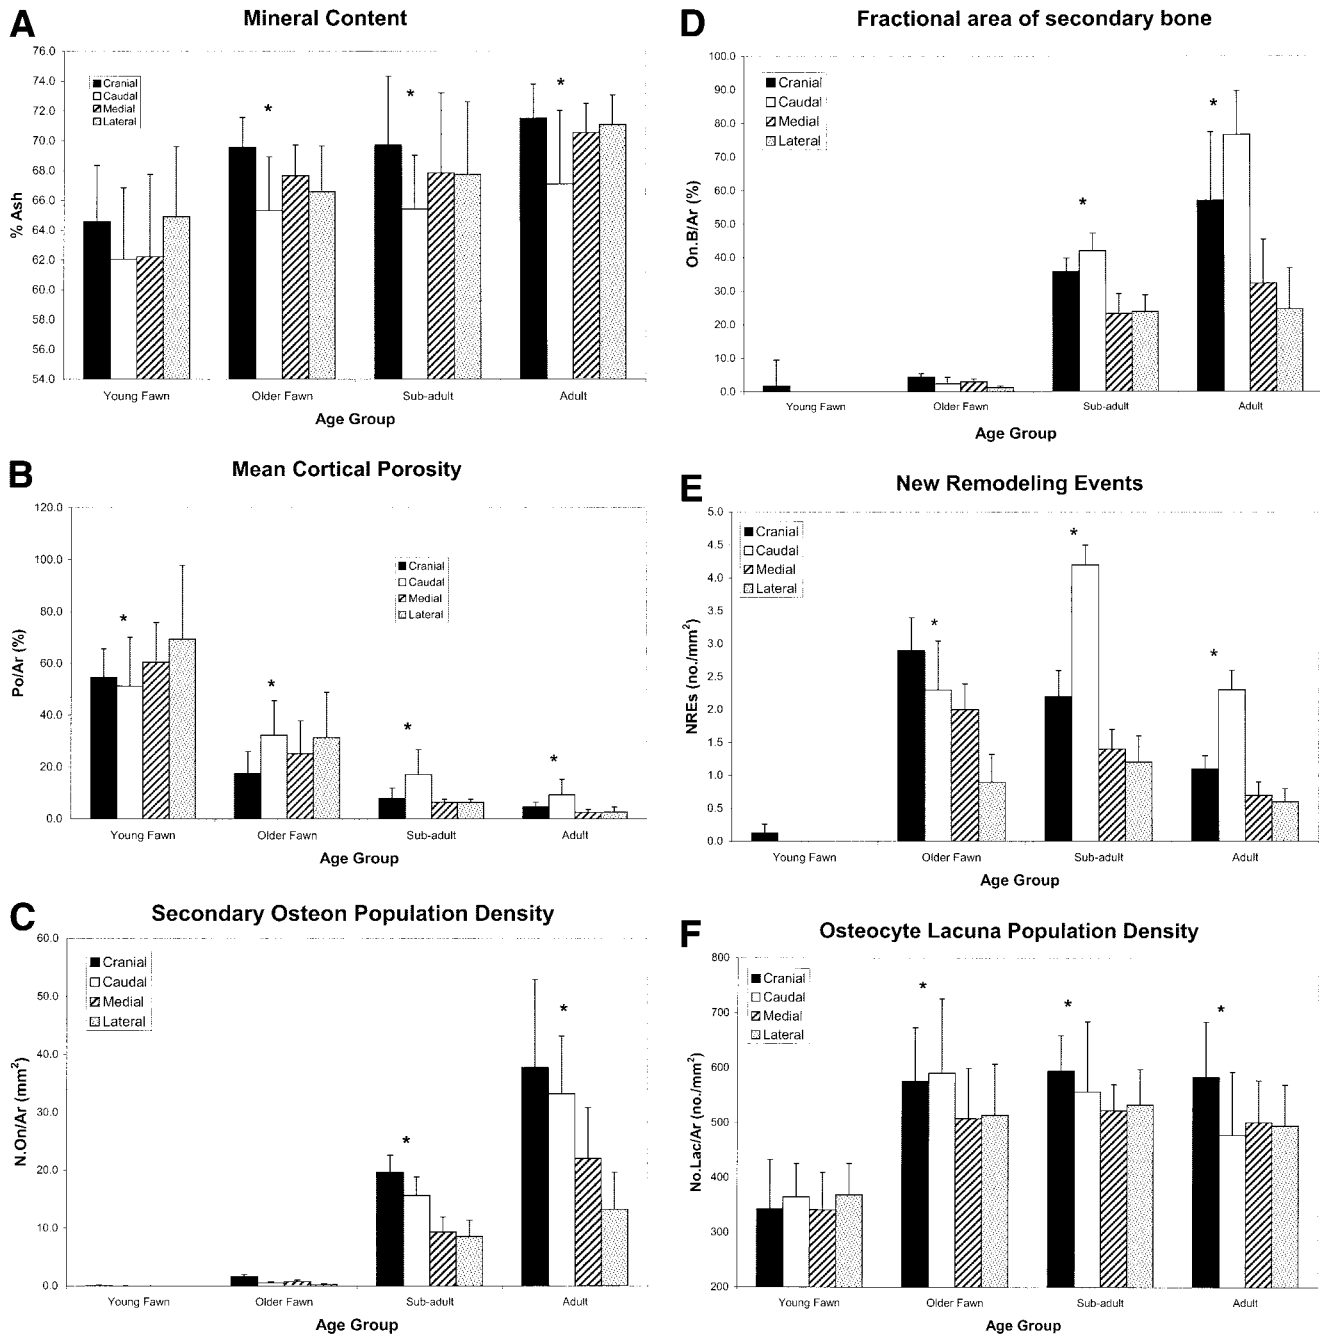 A
Mineral Content
76.0
74.0
72.0
70.0
68.0
66.0
64.0
62.0
60.0
58.0
56.0
54.0
% Ash
Cranial
Caudal
Medial
Lateral
*
*
*
Young Fawn Older Fawn Sub-adult Adult
Age Group
B
Mean Cortical Porosity
120.0
100.0
80.0
60.0
40.0
20.0
0.0
Po/Ar (%)
Cranial
Caudal
Medial
Lateral
*
*
*
*
Young Fawn Older Fawn Sub-adult Adult
Age Group
C
Secondary Osteon Population Density
60.0
50.0
40.0
30.0
20.0
10.0
0.0
N.On/Ar (mm²)
Cranial
Caudal
Medial
Lateral
*
*
Young Fawn Older Fawn Sub-adult Adult
Age Group
D
Fractional area of secondary bone
100.0
90.0
80.0
70.0
60.0
50.0
40.0
30.0
20.0
10.0
0.0
On.B/Ar (%)
Cranial
Caudal
Medial
Lateral
*
*
Young Fawn Older Fawn Sub-adult Adult
Age Group
E
New Remodeling Events
5.0
4.5
4.0
3.5
3.0
2.5
2.0
1.5
1.0
0.5
0.0
NREs (no./mm²)
Cranial
Caudal
Medial
Lateral
*
*
*
Young Fawn Older Fawn Sub-adult Adult
Age Group
F
Osteocyte Lacuna Population Density
800
700
600
500
400
300
200
No.Lac/Ar (no./mm²)
Cranial
Caudal
Medial
Lateral
*
*
*
Young Fawn Older Fawn Sub-adult Adult
Age Group